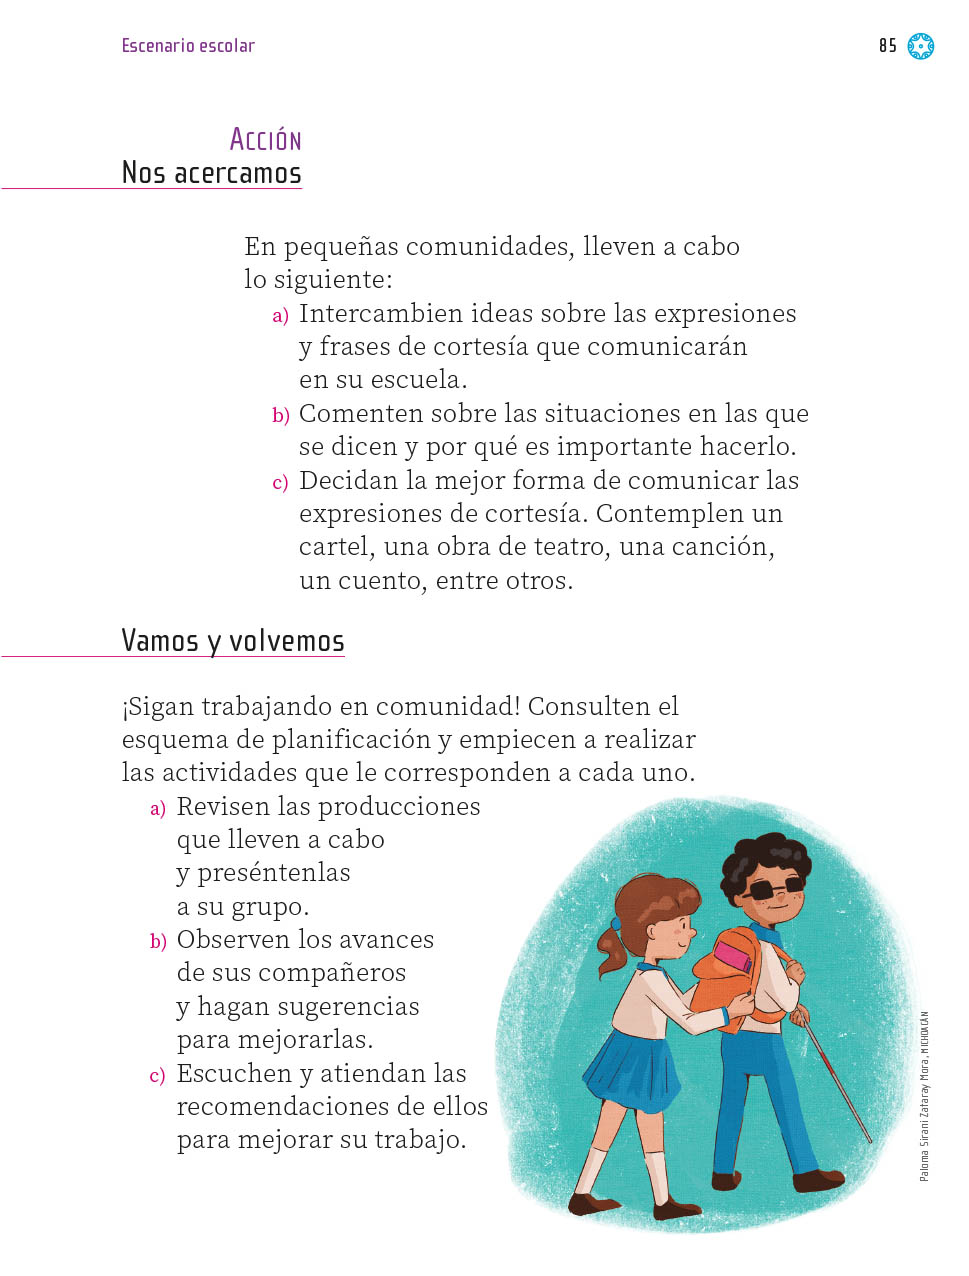 Escenario escolar
85
Acción
Nos acercamos
En pequeñas comunidades, lleven a cabo
lo siguiente:
a) Intercambien ideas sobre las expresiones
y frases de cortesía que comunicarán
en su escuela.
b) Comenten sobre las situaciones en las que
se dicen y por qué es importante hacerlo.
c) Decidan la mejor forma de comunicar las
expresiones de cortesía. Contemplen un
cartel, una obra de teatro, una canción,
un cuento, entre otros.
Vamos y volvemos
¡Sigan trabajando en comunidad! Consulten el
esquema de planificación y empiecen a realizar
las actividades que le corresponden a cada uno.
a) Revisen las producciones
que lleven a cabo
y preséntenlas
a su grupo.
b) Observen los avances
de sus compañeros
y hagan sugerencias
para mejorarlas.
c) Escuchen y atiendan las
recomendaciones de ellos
para mejorar su trabajo.
Paloma Sirani Zataray Mora, MICHOACÁN